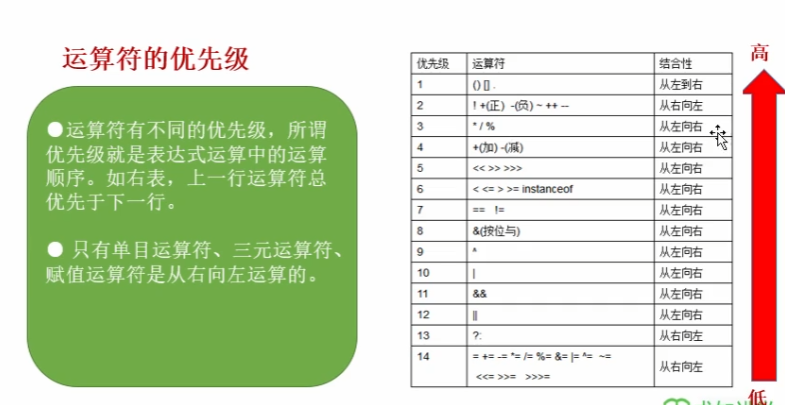 运算符的优先级
●运算符有不同的优先级，所谓
优先级就是表达式运算中的运算
顺序。如右表，上一行运算符总
优先于下一行。
● 只有单目运算符、三元运算符、
赋值运算符是从右向左运算的。
优先级 运算符 结合性
1 () [] . 从左到右
2 ! +(正) -(负) ~ ++ -- 从右向左
3 * / % 从左向右
4 +(加) -(减) 从左向右
5 << >> >>> 从左向右
6 < <= > >= instanceof 从左向右
7 == != 从左向右
8 &(按位与) 从左向右
9 ^ 从左向右
10 | 从左向右
11 && 从左向右
12 || 从左向右
13 ?: 从右向左
14 = += -= *= /= %= &= |= ^= ~= 从右向左
<<= >>= >>>=
高
低